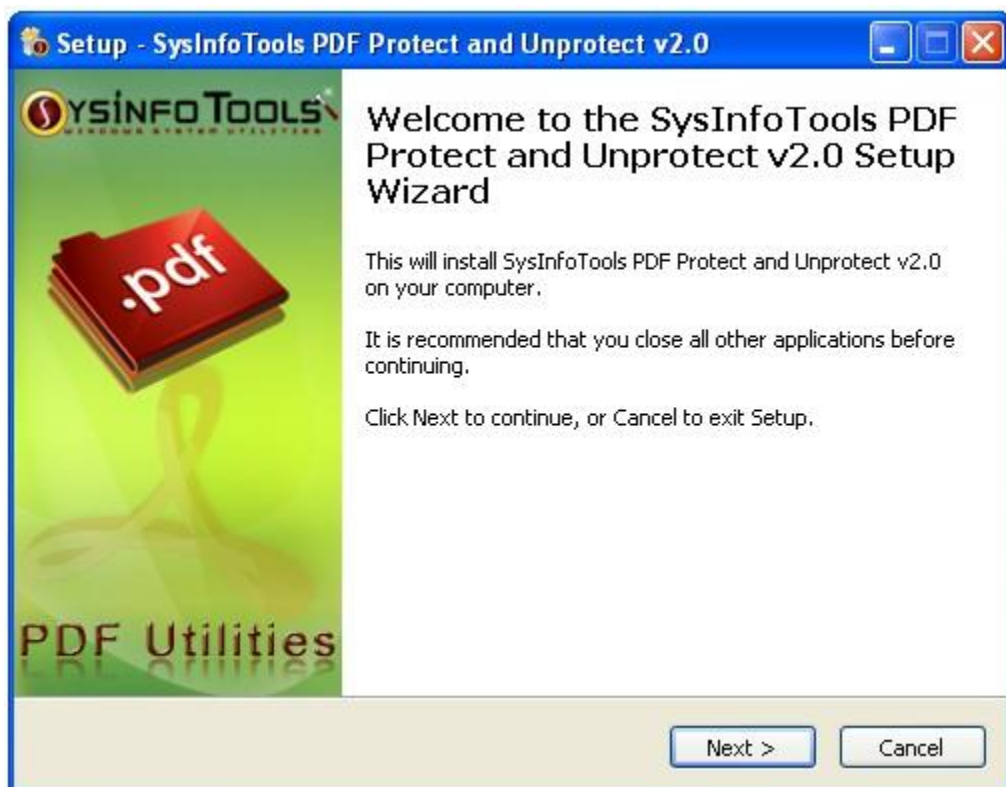 Setup - SysInfoTools PDF Protect and Unprotect v2.0
SYSINFO TOOLS
WINDOWS SYSTEM UTILITIES
.pdf
PDF Utilities
Welcome to the SysInfoTools PDF
Protect and Unprotect v2.0 Setup
Wizard
This will install SysInfoTools PDF Protect and Unprotect v2.0
on your computer.
It is recommended that you close all other applications before
continuing.
Click Next to continue, or Cancel to exit Setup.
Next >
Cancel